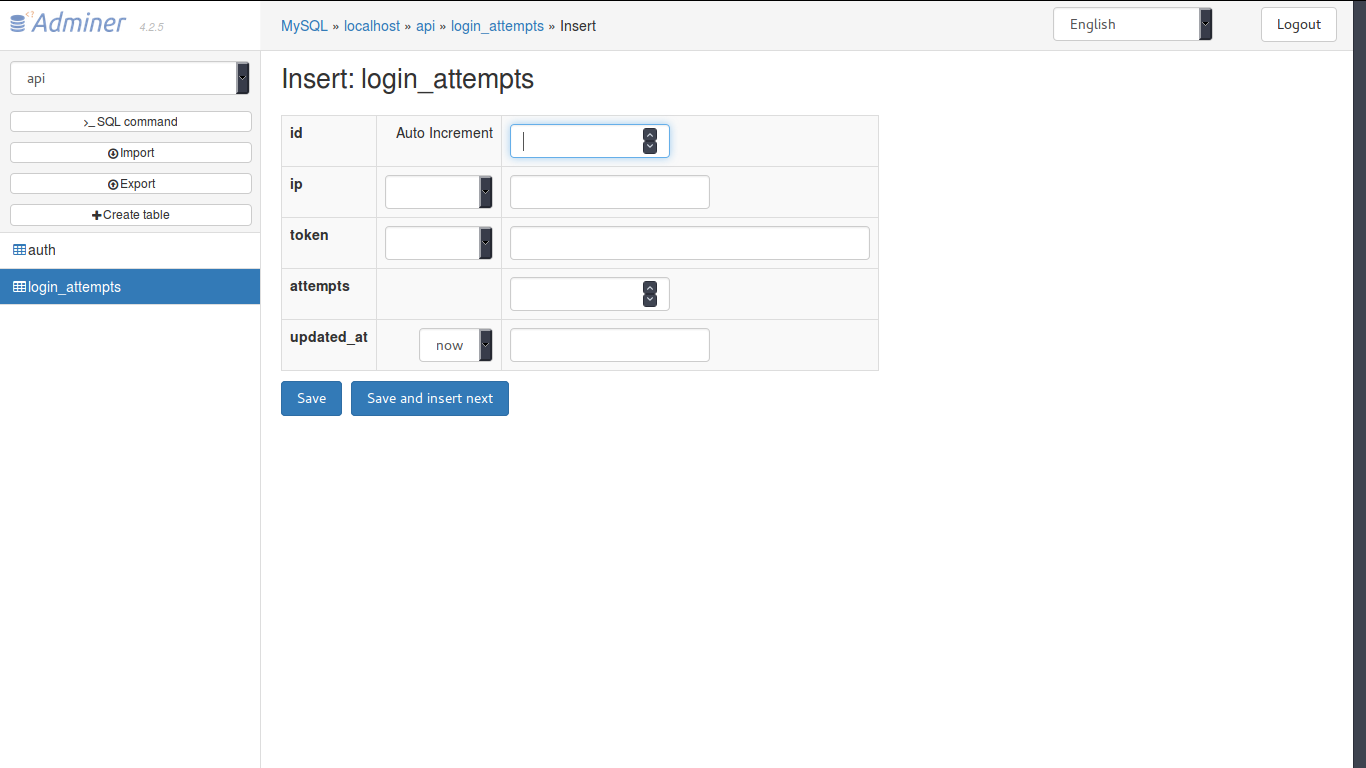 Adminer 4.2.5
MySQL » localhost » api » login_attempts » Insert
English
Logout
api
>_SQL command
Import
Export
Create table
auth
login_attempts
Insert: login_attempts
id Auto Increment
ip
token
attempts
updated_at now
Save Save and insert next